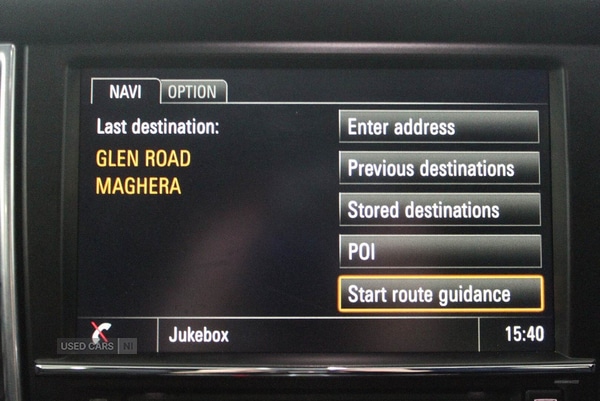 NAVI
OPTION
Last destination:
GLEN ROAD
MAGHERA
Enter address
Previous destinations
Stored destinations
POI
Start route guidance
USED CARS NI
Jukebox
15:40